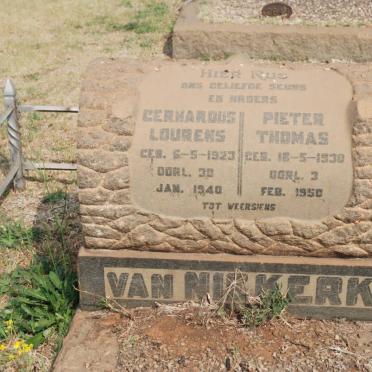 HIER RUS
ONS GELIEFDE SEUNS
EN BROERS
GERHARDUS
LOURENS
GEB. 6-5-1923
OORL. 30
JAN. 1940
PIETER
THOMAS
GEB. 18-5-1930
OORL. 3
FEB. 1950
TOT WEERSIENS
VAN NIEKERK